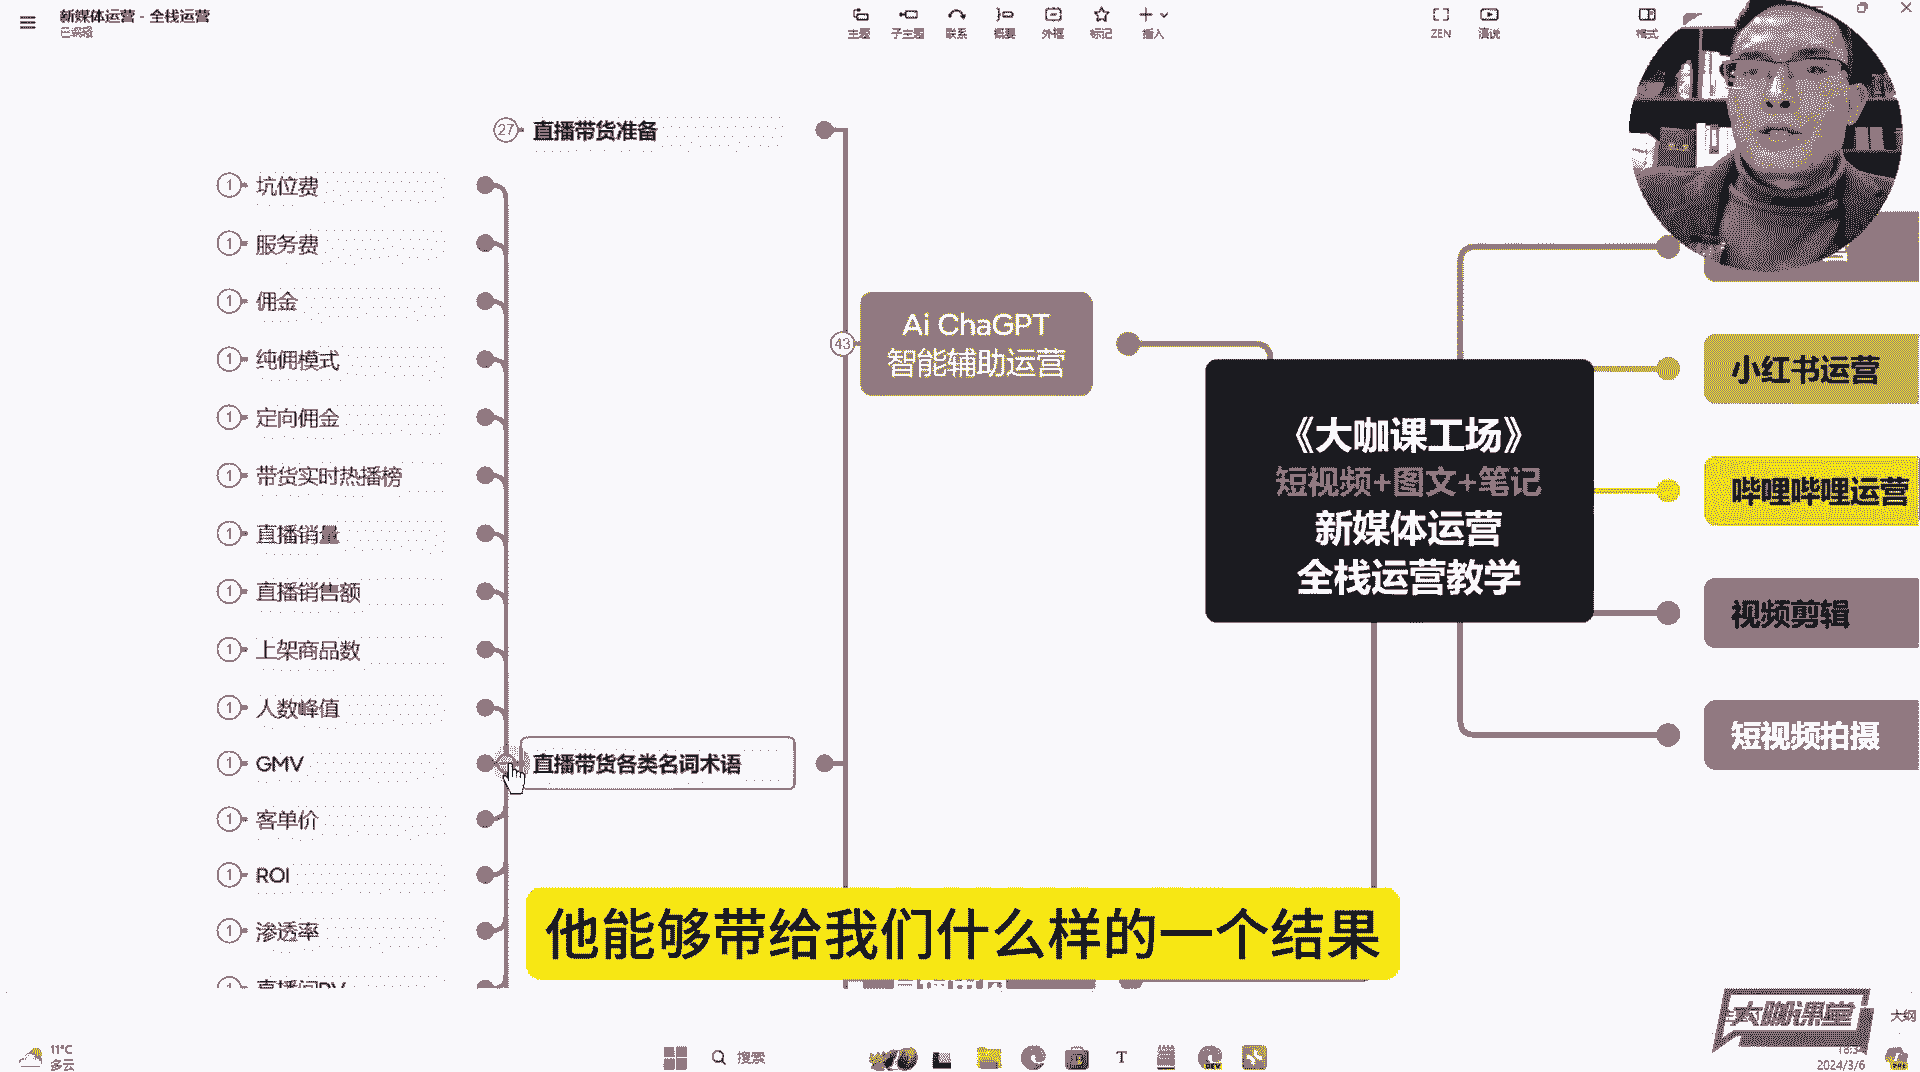 新媒体运营 - 全栈运营
已编辑
主题
子主题
联系
概要
外框
标记
插入
ZEN
演说
格式
27
直播带货准备
1 坑位费
1 服务费
1 佣金
1 纯佣模式
1 定向佣金
1 带货实时热播榜
1 直播销量
1 直播销售额
1 上架商品数
1 人数峰值
1 GMV
1 客单价
1 ROI
1 渗透率
直播带货各类名词术语
43
Ai ChaGPT
智能辅助运营
《大咖课工场》
短视频+图文+笔记
新媒体运营
全栈运营教学
小红书运营
哔哩哔哩运营
视频剪辑
短视频拍摄
他能够带给我们什么样的一个结果
大咖课堂
大纲
11°C
多云
搜索
2024/3/6